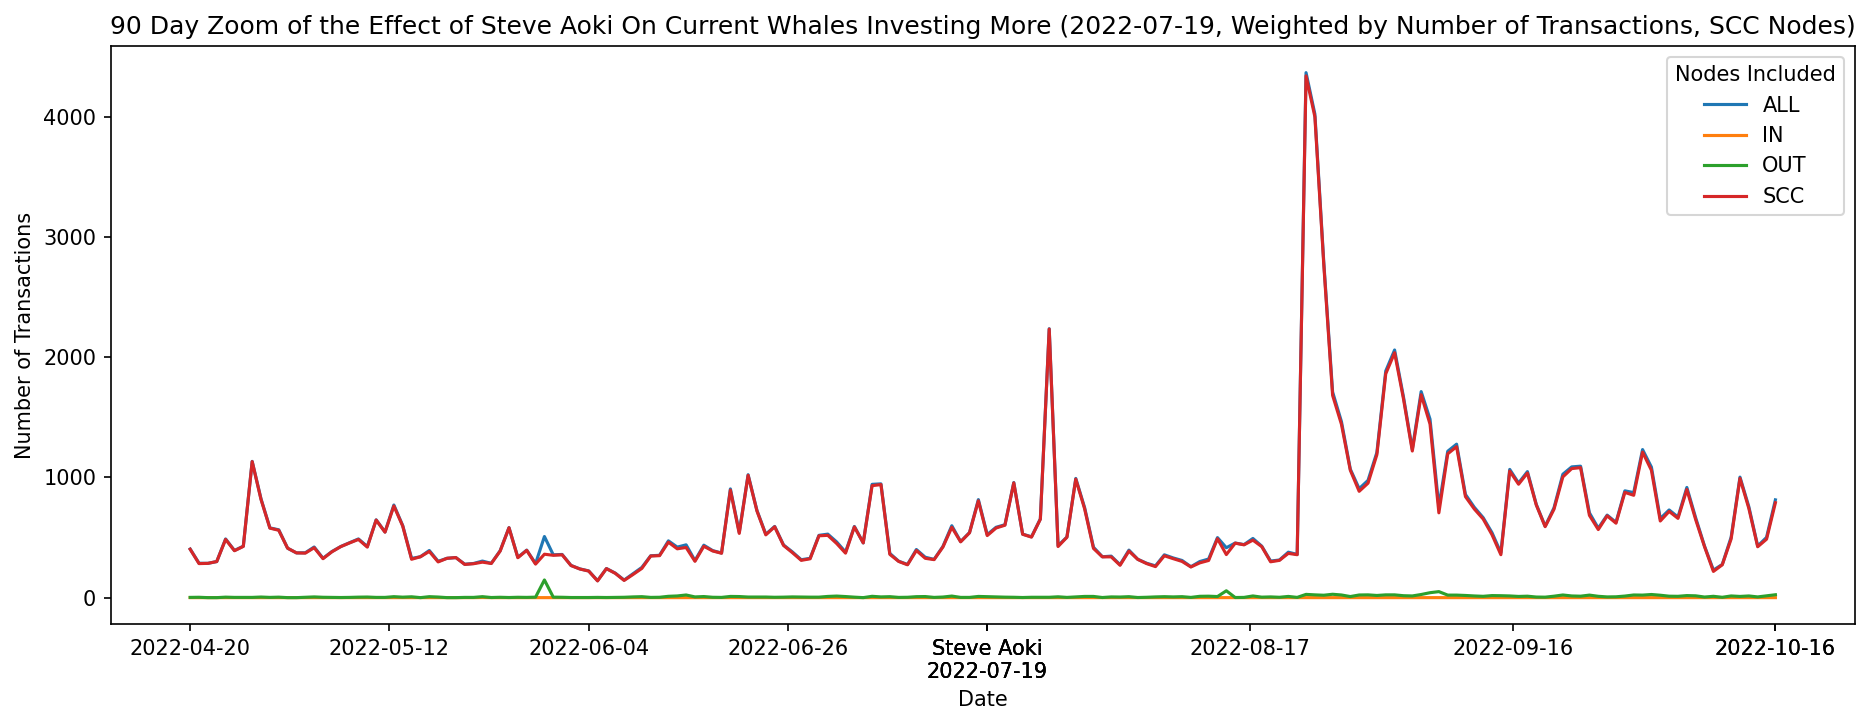 90 Day Zoom of the Effect of Steve Aoki On Current Whales Investing More (2022-07-19, Weighted by Number of Transactions, SCC Nodes)
Nodes Included
ALL
IN
OUT
SCC
Number of Transactions
4000
3000
2000
1000
0
2022-04-20
2022-05-12
2022-06-04
2022-06-26
Steve Aoki
2022-07-19
2022-08-17
2022-09-16
2022-10-16
Date